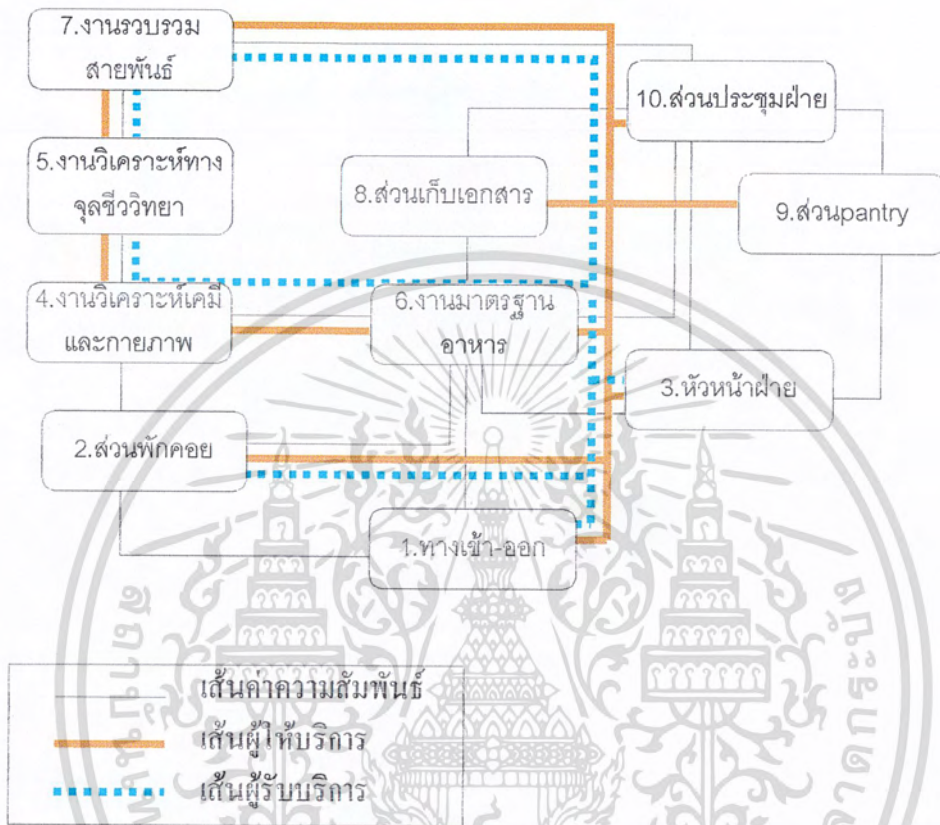 7.งานรวบรวม
สายพันธ์
10.ส่วนประชุมฝ่าย
5.งานวิเคราะห์ทาง
จุลชีววิทยา
8.ส่วนเก็บเอกสาร
9.ส่วนpantry
4.งานวิเคราะห์เคมี
และกายภาพ
6.งานมาตรฐาน
อาหาร
3.หัวหน้าฝ่าย
2.ส่วนพักคอย
1.ทางเข้า-ออก
เส้นค่าความสัมพันธ์
เส้นผู้ให้บริการ
เส้นผู้รับบริการ